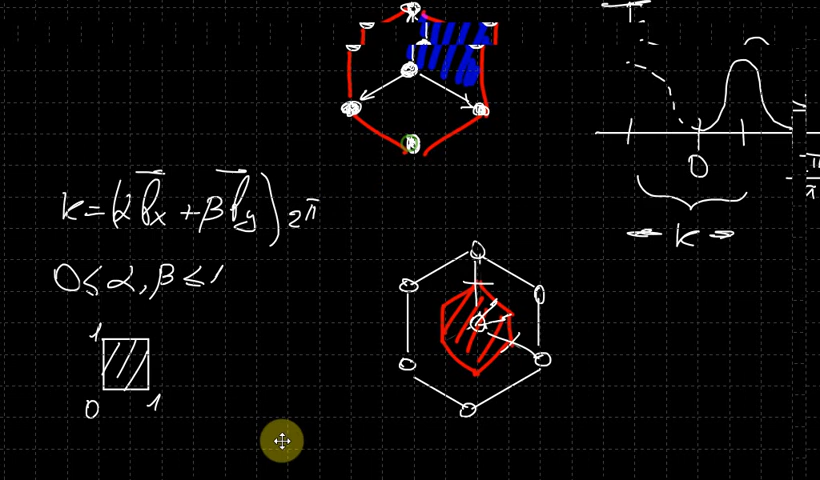 K=(α b̄x + β b̄y) 2π
0 ≤ α, β ≤ 1
1
0 1
0
← K →
π